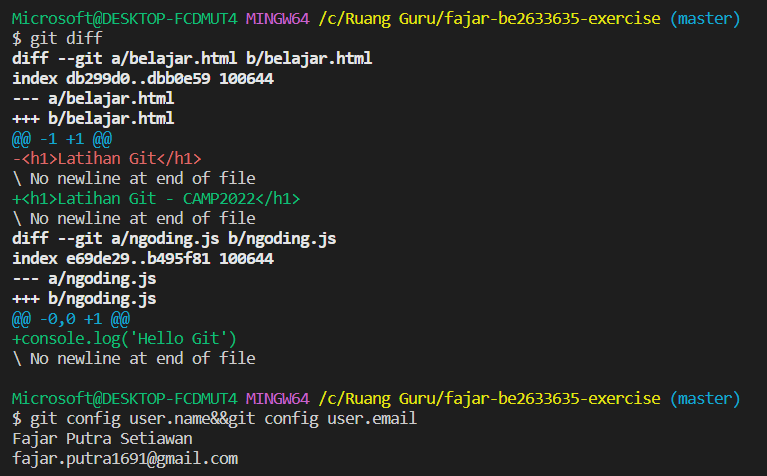 Microsoft@DESKTOP-FCDMUT4 MINGW64 /c/Ruang Guru/fajar-be2633635-exercise (master)
$ git diff
diff --git a/belajar.html b/belajar.html
index db299d0..dbb0e59 100644
--- a/belajar.html
+++ b/belajar.html
@@ -1 +1 @@
-<h1>Latihan Git</h1>
\ No newline at end of file
+<h1>Latihan Git - CAMP2022</h1>
\ No newline at end of file
diff --git a/ngoding.js b/ngoding.js
index e69de29..b495f81 100644
--- a/ngoding.js
+++ b/ngoding.js
@@ -0,0 +1 @@
+console.log('Hello Git')
\ No newline at end of file
Microsoft@DESKTOP-FCDMUT4 MINGW64 /c/Ruang Guru/fajar-be2633635-exercise (master)
$ git config user.name&&git config user.email
Fajar Putra Setiawan
fajar.putra1691@gmail.com